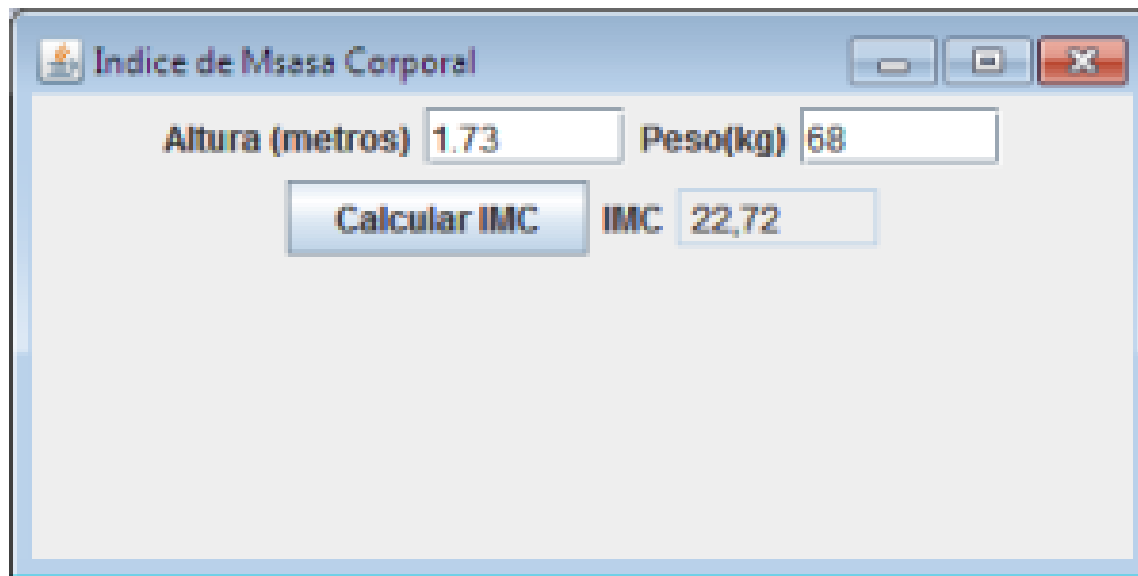 Indice de Msasa Corporal
Altura (metros) 1.73 Peso(kg) 68
Calcular IMC IMC 22,72